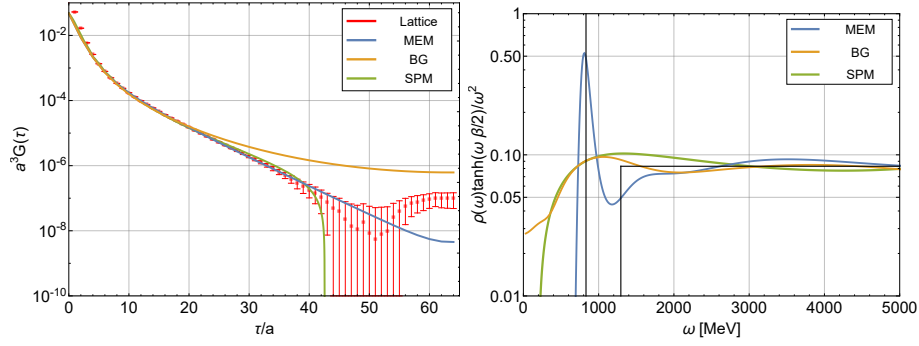 Lattice
MEM
BG
SPM
10⁻²
10⁻⁴
10⁻⁶
10⁻⁸
10⁻¹⁰
a³G(τ)
0 10 20 30 40 50 60
τ/a
MEM
BG
SPM
1
0.50
0.10
0.05
0.01
ρ(ω)tanh(ω β/2)/ω²
0 1000 2000 3000 4000 5000
ω [MeV]